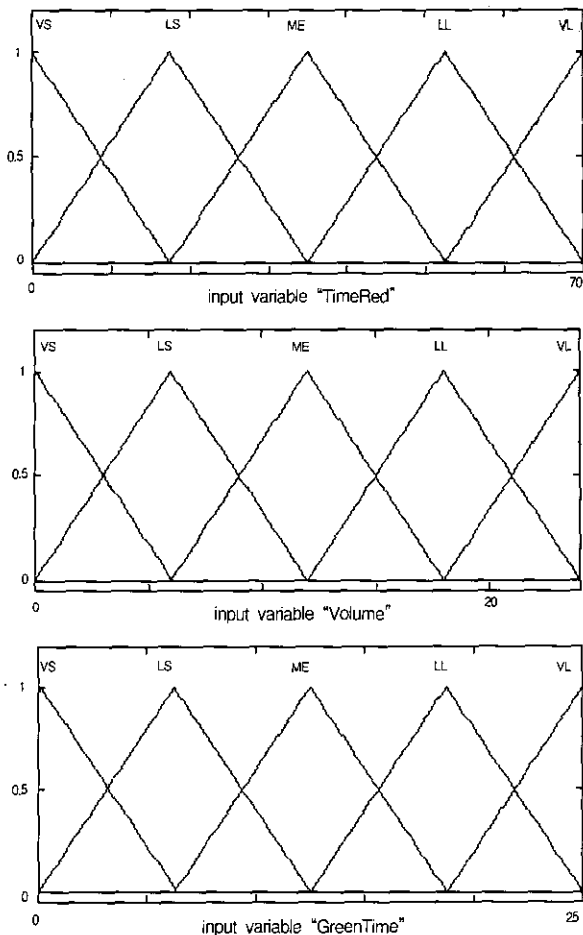 VS LS ME LL VL
1
0.5
0
0 70
input variable "TimeRed"
VS LS ME LL VL
1
0.5
0
0 20
input variable "Volume"
VS LS ME LL VL
1
0.5
0
0 25
input variable "GreenTime"